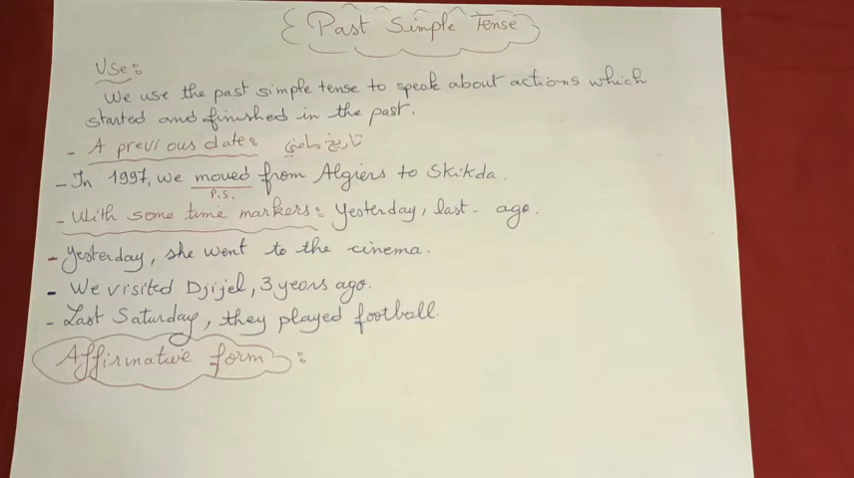 Past Simple Tense
Use:
We use the past simple tense to speak about actions which
started and finished in the past.
- A previous date: تاريخ ماضي
- In 1997, we moved from Algiers to Skikda.
P.S.
- With some time markers: Yesterday, last - ago.
- Yesterday, she went to the cinema.
- We visited Djijel, 3 years ago.
- Last Saturday, they played football.
Affirmative form: